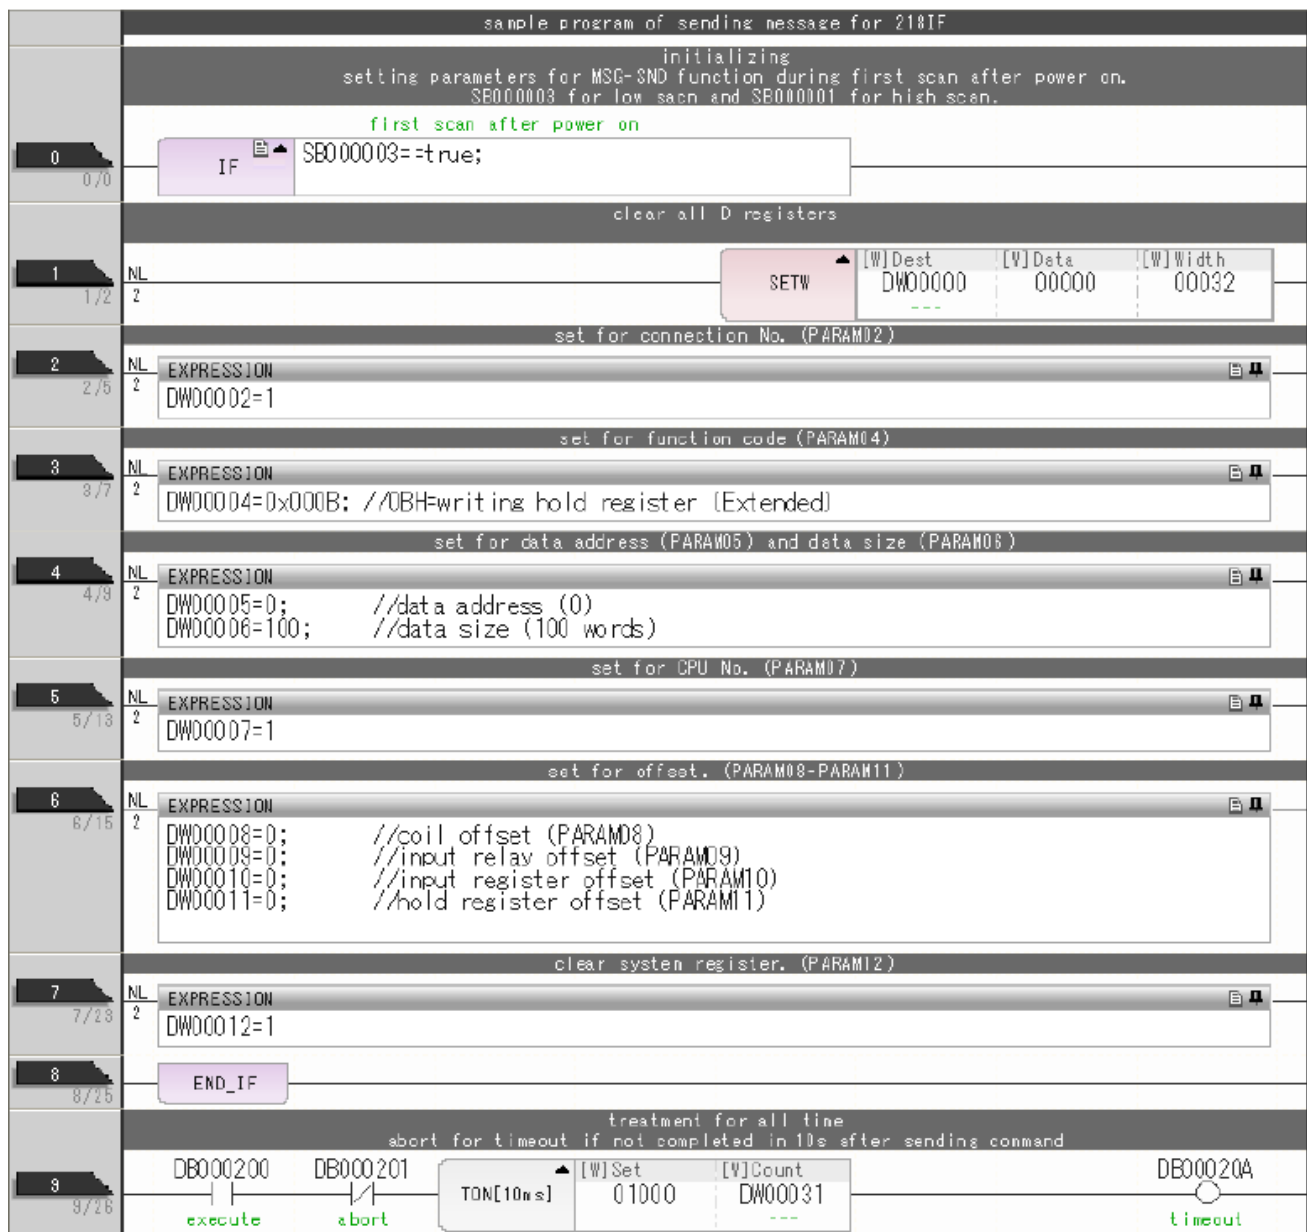 sample program of sending message for 218IF
initializing
setting parameters for MSG-SND function during first scan after power on.
SB000003 for low sacn and SB000001 for high scan.
first scan after power on
0
0/0
IF
SB000003==true;
clear all D registers
1
1/2
NL
2
SETW
[W]Dest
DW00000
---
[V]Data
00000
[W]Width
00032
set for connection No. (PARAM02)
2
2/5
NL
2
EXPRESSION
DW00002=1
set for function code (PARAM04)
3
3/7
NL
2
EXPRESSION
DW00004=0x000B; //0BH=writing hold register (Extended)
set for data address (PARAM05) and data size (PARAM06)
4
4/9
NL
2
EXPRESSION
DW00005=0; //data address (0)
DW00006=100; //data size (100 words)
set for CPU No. (PARAM07)
5
5/13
NL
2
EXPRESSION
DW00007=1
set for offset. (PARAM08-PARAM11)
6
6/15
NL
2
EXPRESSION
DW00008=0; //coil offset (PARAM08)
DW00009=0; //input relay offset (PARAM09)
DW00010=0; //input register offset (PARAM10)
DW00011=0; //hold register offset (PARAM11)
clear system register. (PARAM12)
7
7/23
NL
2
EXPRESSION
DW00012=1
8
8/25
END_IF
treatment for all time
abort for timeout if not completed in 10s after sending command
9
9/26
DB000200
execute
DB000201
abort
TON[10ms]
[W]Set
01000
[V]Count
DW00031
---
DB00020A
timeout